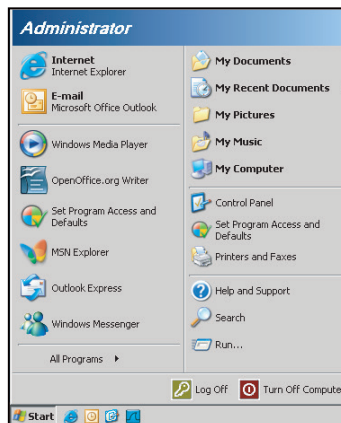 Administrator
Internet
Internet Explorer
E-mail
Microsoft Office Outlook
Windows Media Player
OpenOffice.org Writer
Set Program Access and
Defaults
MSN Explorer
Outlook Express
Windows Messenger
All Programs
My Documents
My Recent Documents
My Pictures
My Music
My Computer
Control Panel
Set Program Access and
Defaults
Printers and Faxes
Help and Support
Search
Run...
Log Off
Turn Off Compute
Start